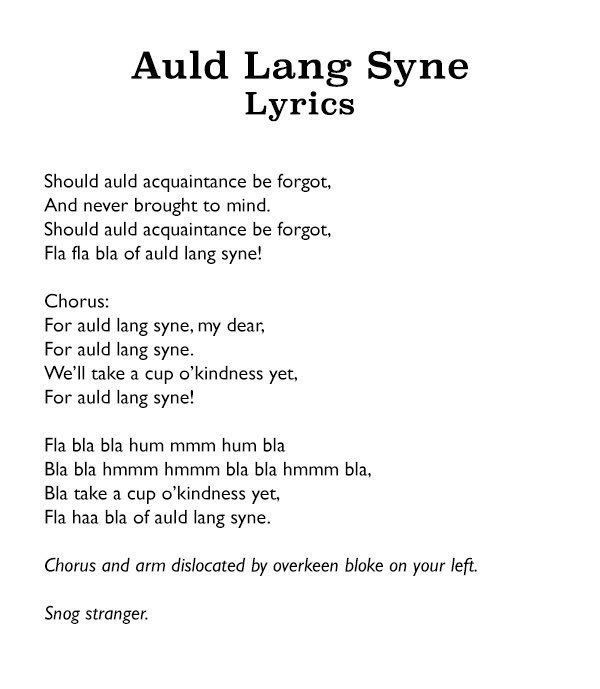 Auld Lang Syne
Lyrics
Should auld acquaintance be forgot,
And never brought to mind.
Should auld acquaintance be forgot,
Fla fla bla of auld lang syne!
Chorus:
For auld lang syne, my dear,
For auld lang syne.
We'll take a cup o'kindness yet,
For auld lang syne!
Fla bla bla hum mmm hum bla
Bla bla hmmm hmmm bla bla hmmm bla,
Bla take a cup o'kindness yet,
Fla haa bla of auld lang syne.
Chorus and arm dislocated by overkeen bloke on your left.
Snog stranger.